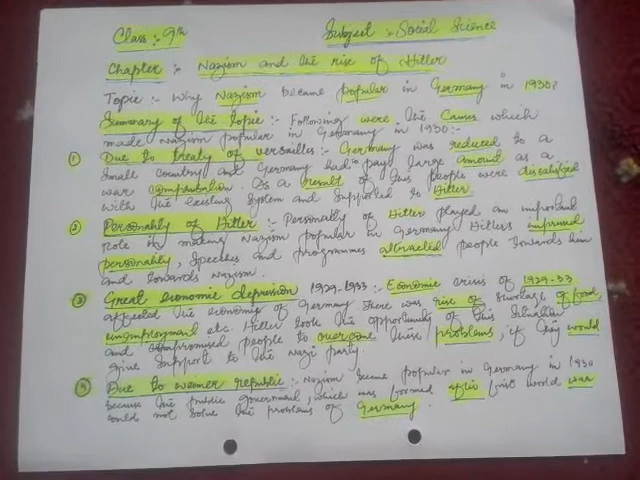 Class :- 9th Subject :- Social Science
Chapter :- Nazism and the rise of Hitler
Topic :- Why Nazism became popular in Germany in 1930?
Summary of the topic :- Following were the Causes which
made Nazism popular in Germany in 1930:-
① Due to treaty of versailles:- Germany was reduced to a
small country and Germany had to pay large amount as a
war compensation. As a result of this people were dissatisfied
with the existing system and supported to Hitler
② Personality of Hitler :- Personality of Hitler played an important
Role in making Nazism popular in Germany Hitlers
personality, speeches and programmes attracted people towards him
and towards Nazism.
③ Great economic depression 1929-1933 :- Economic crisis of 1929-33
affected the economy of Germany There was rise of shortage of food,
unemployment etc. Hitler took the opportunity of this situation
and people to these problems, if they would
give support to the Nazi party.
④ Due to weimer republic :- Nazism became popular in Germany in 1930
because the public government, which was formed after first world war
could not solve the problems of Germany.